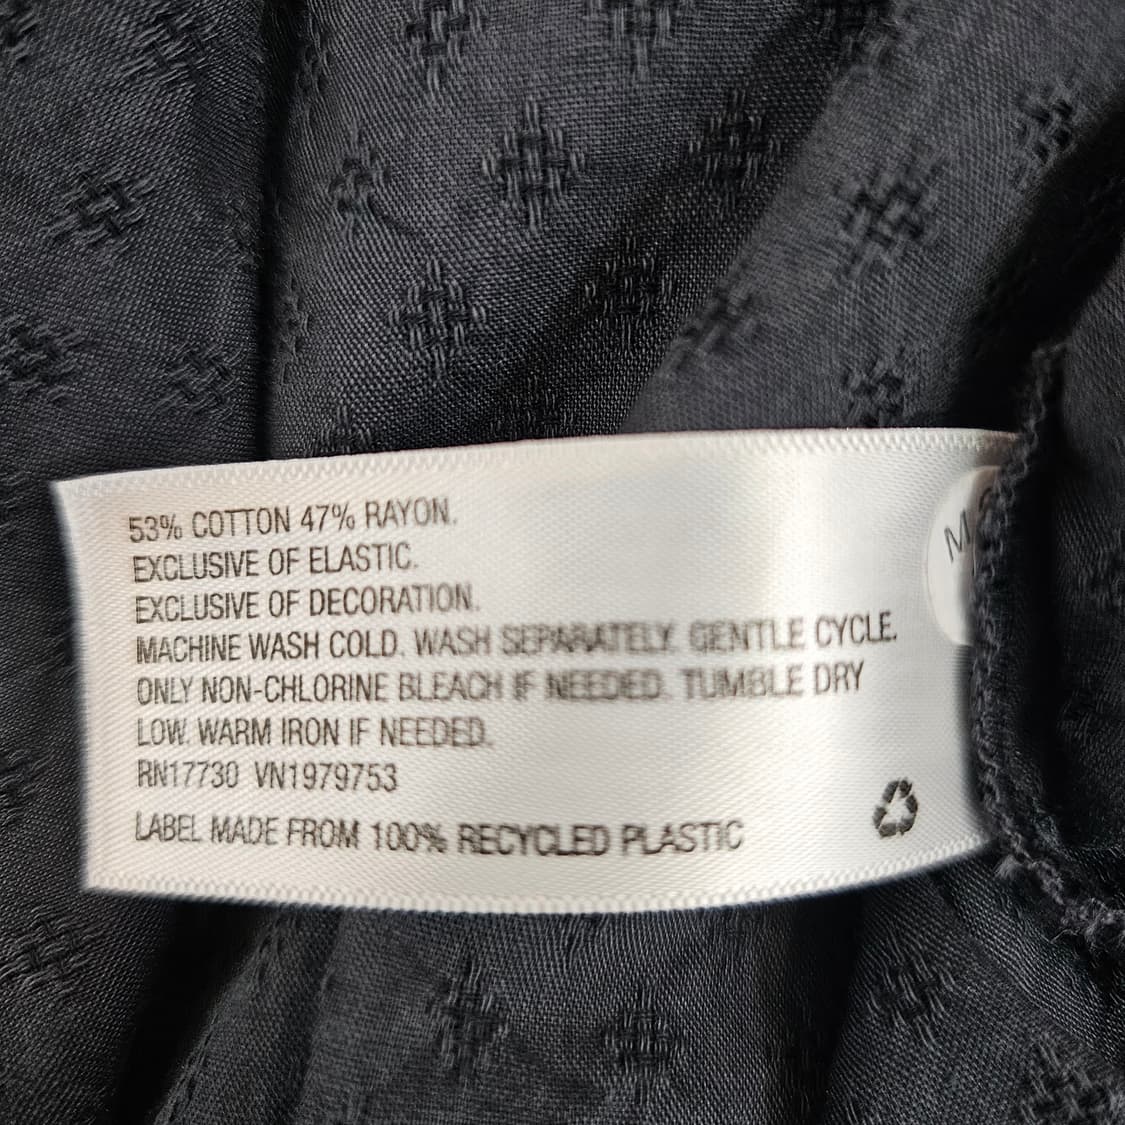 53% COTTON 47% RAYON.
EXCLUSIVE OF ELASTIC.
EXCLUSIVE OF DECORATION.
MACHINE WASH COLD. WASH SEPARATELY. GENTLE CYCLE.
ONLY NON-CHLORINE BLEACH IF NEEDED. TUMBLE DRY
LOW. WARM IRON IF NEEDED.
RN17730 VN1979753
LABEL MADE FROM 100% RECYCLED PLASTIC